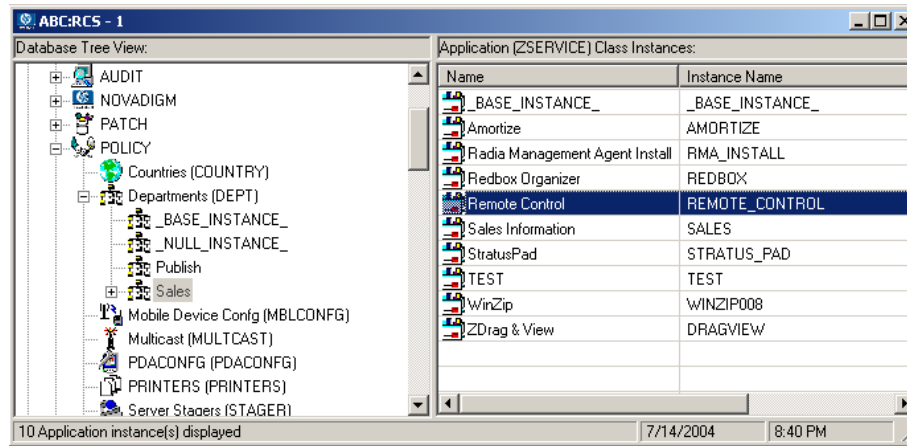 ABC:RCS - 1
Database Tree View:
AUDIT
NOVADIGM
PATCH
POLICY
Countries (COUNTRY)
Departments (DEPT)
_BASE_INSTANCE_
_NULL_INSTANCE_
Publish
Sales
Mobile Device Confg (MBLCONFG)
Multicast (MULTCAST)
PDACONFG (PDACONFG)
PRINTERS (PRINTERS)
Server Stagers (STAGER)
Application (ZSERVICE) Class Instances:
Name Instance Name
_BASE_INSTANCE_ _BASE_INSTANCE_
Amortize AMORTIZE
Radia Management Agent Install RMA_INSTALL
Redbox Organizer REDBOX
Remote Control REMOTE_CONTROL
Sales Information SALES
StratusPad STRATUS_PAD
TEST TEST
WinZip WINZIP008
ZDrag & View DRAGVIEW
10 Application instance(s) displayed 7/14/2004 8:40 PM